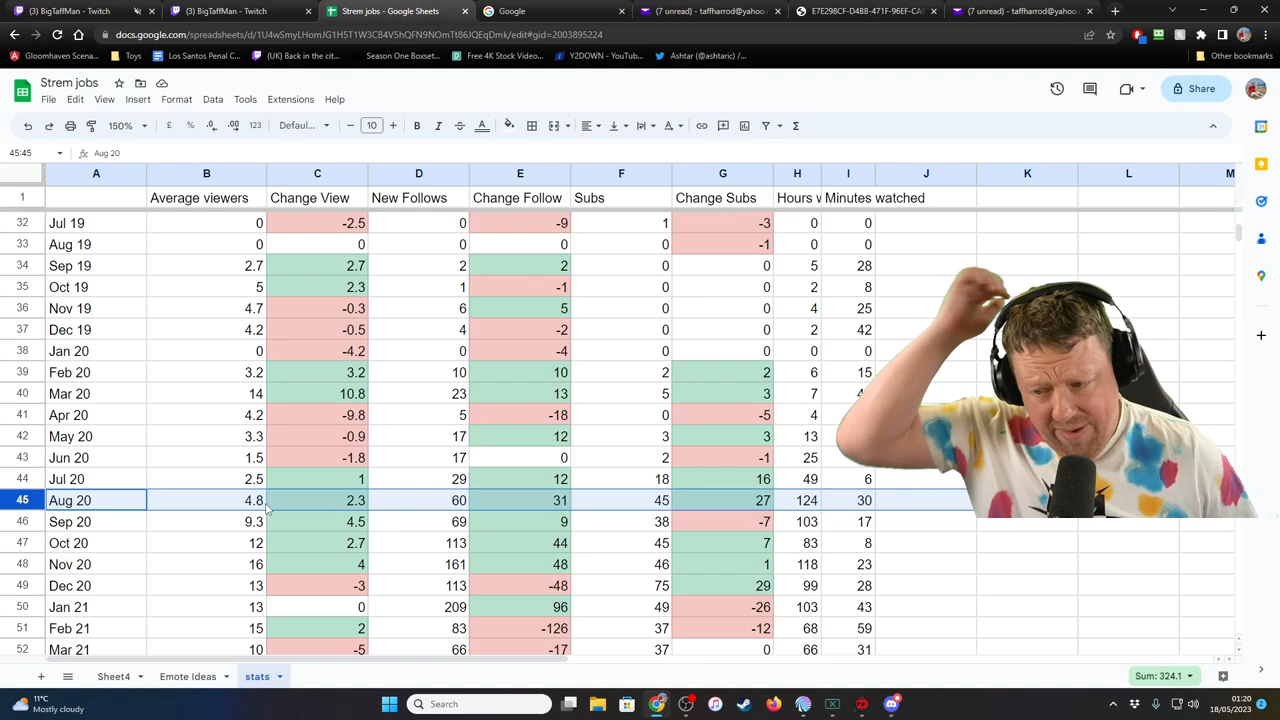 (3) BigTaffMan - Twitch
(3) BigTaffMan - Twitch
Strem jobs - Google Sheets
Google
(7 unread) - taffharrod@yahoo.c
E7E298CF-D4BB-471F-96EF-CA5
(7 unread) - taffharrod@yahoo.c
docs.google.com/spreadsheets/d/1U4wSmyLHomJG1H5T1W3CB4V5hQFN9NOmTt86JQEqDmk/edit#gid=2003895224
Gloomhaven Scena...
Toys
Los Santos Penal C...
(UK) Back in the cit...
Season One Boxset...
Free 4K Stock Video...
Y2DOWN - YouTube...
Ashtar (@ashtaric) /...
Other bookmarks
Strem jobs
File Edit View Insert Format Data Tools Extensions Help
Share
150% £ % .0 .00 123 Defaul... 10 B I
45:45 Aug 20
A B C D E F G H I J K L M
1 Average viewers Change View New Follows Change Follow Subs Change Subs Hours w Minutes watched
32 Jul 19 0 -2.5 0 -9 1 -3 0 0
33 Aug 19 0 0 0 0 0 -1 0 0
34 Sep 19 2.7 2.7 2 2 0 0 5 28
35 Oct 19 5 2.3 1 -1 0 0 2 8
36 Nov 19 4.7 -0.3 6 5 0 0 4 25
37 Dec 19 4.2 -0.5 4 -2 0 0 2 42
38 Jan 20 0 -4.2 0 -4 0 0 0 0
39 Feb 20 3.2 3.2 10 10 2 2 6 15
40 Mar 20 14 10.8 23 13 5 3 7
41 Apr 20 4.2 -9.8 5 -18 0 -5 4
42 May 20 3.3 -0.9 17 12 3 3 13
43 Jun 20 1.5 -1.8 17 0 2 -1 25
44 Jul 20 2.5 1 29 12 18 16 49 6
45 Aug 20 4.8 2.3 60 31 45 27 124 30
46 Sep 20 9.3 4.5 69 9 38 -7 103 17
47 Oct 20 12 2.7 113 44 45 7 83 8
48 Nov 20 16 4 161 48 46 1 118 23
49 Dec 20 13 -3 113 -48 75 29 99 28
50 Jan 21 13 0 209 96 49 -26 103 43
51 Feb 21 15 2 83 -126 37 -12 68 59
52 Mar 21 10 -5 66 -17 37 0 66 31
Sheet4 Emote Ideas stats
Sum: 324.1
11°C
Mostly cloudy
Search
01:20
18/05/2023